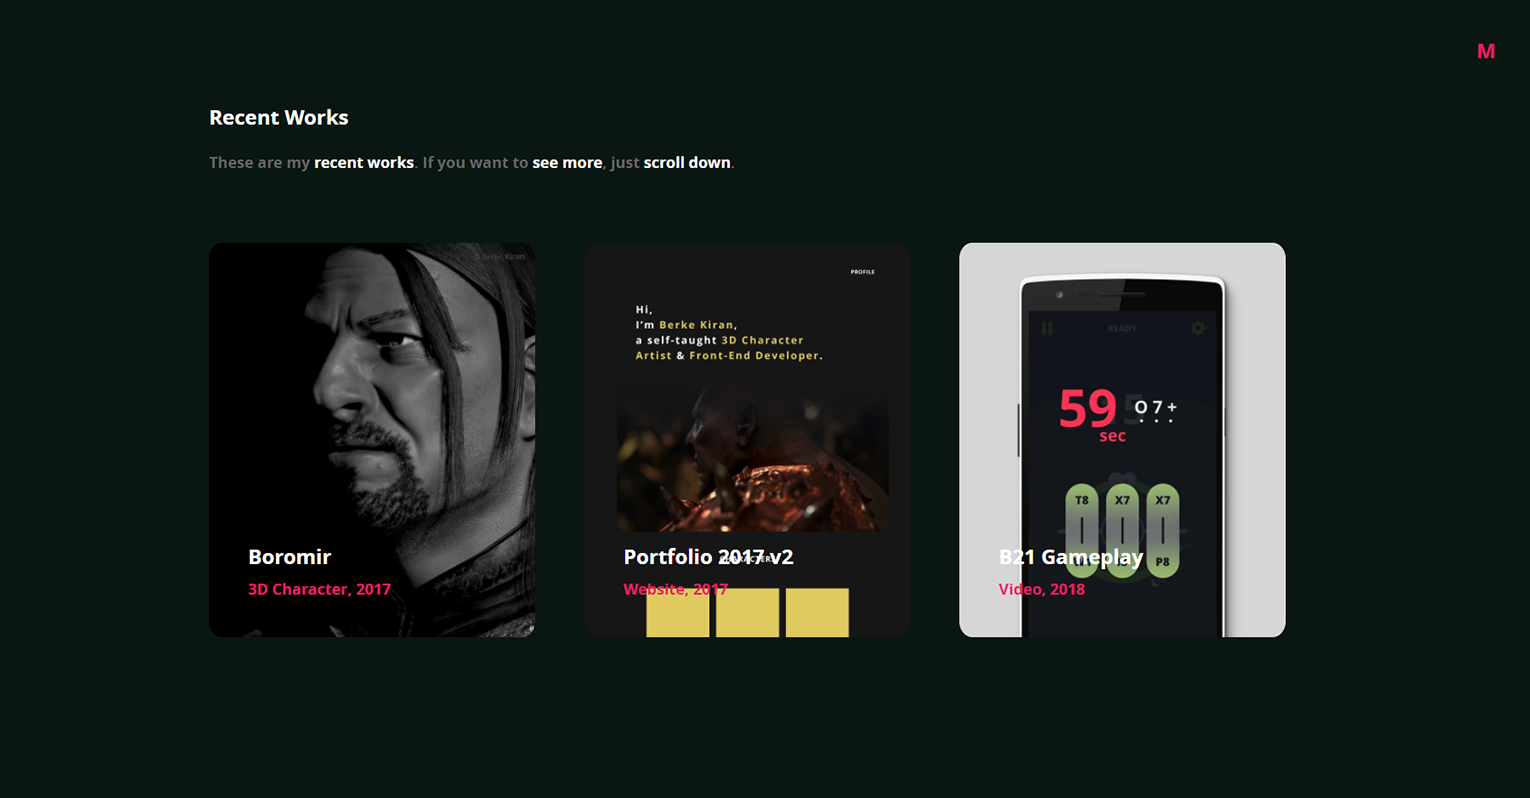 M
Recent Works
These are my recent works. If you want to see more, just scroll down.
© Berke Kiran
Boromir
3D Character, 2017
PROFILE
Hi,
I'm Berke Kiran,
a self-taught 3D Character
Artist & Front-End Developer.
CHARACTERS
Portfolio 2017-v2
Website, 2017
READY
59
sec
O 7 +
T8 X7 X7
P8
B21 Gameplay
Video, 2018